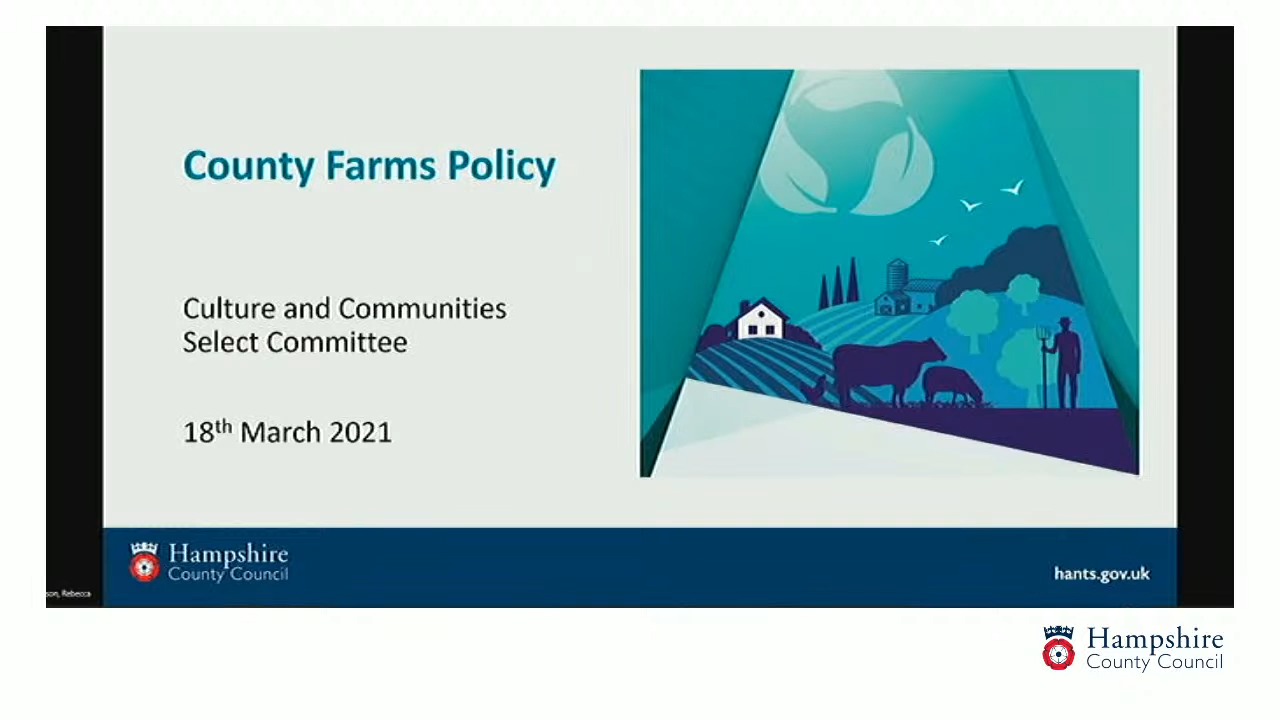 County Farms Policy
Culture and Communities
Select Committee
18th March 2021
Hampshire
County Council
hants.gov.uk
Rebecca
Hampshire
County Council